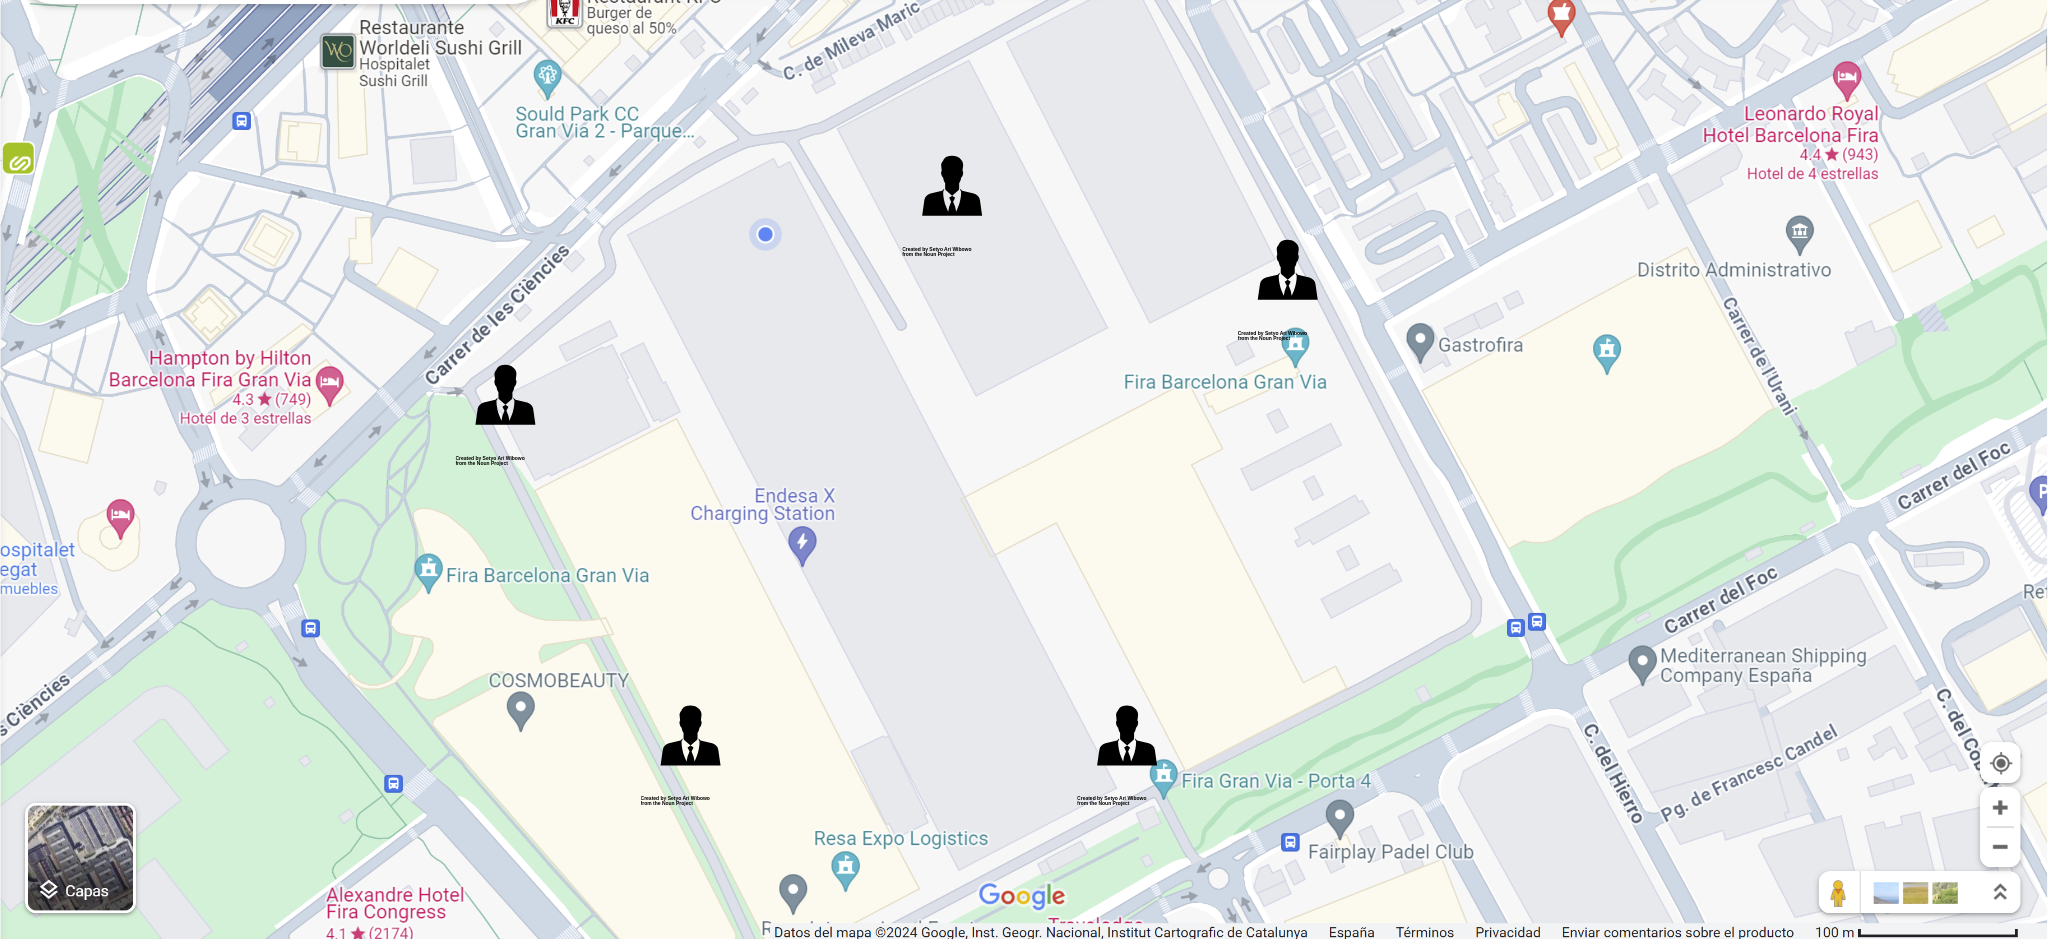 Restaurante
Worldeli Sushi Grill
Hospitalet
Sushi Grill
KFC
Burger de
queso al 50%
C. de Mileva Maric
Sould Park CC
Gran Via 2 - Parque...
Leonardo Royal
Hotel Barcelona Fira
4.4 ★ (943)
Hotel de 4 estrellas
Distrito Administrativo
Created by Setyo Ari Wibowo
from the Noun Project
Carrer de les Ciències
Created by Setyo Ari Wibowo
from the Noun Project
Fira Barcelona Gran Via
Gastrofira
Carrer de l'Urani
Hampton by Hilton
Barcelona Fira Gran Via
4.3 ★ (749)
Hotel de 3 estrellas
Created by Setyo Ari Wibowo
from the Noun Project
Carrer del Foc
Endesa X
Charging Station
P
ospitalet
egat
muebles
Fira Barcelona Gran Via
Carrer del Foc
COSMOBEAUTY
Mediterranean Shipping
Company España
s Ciències
C. del Hierro
Pg. de Francesc Candel
Created by Setyo Ari Wibowo
from the Noun Project
Created by Setyo Ari Wibowo
from the Noun Project
Fira Gran Via - Porta 4
Resa Expo Logistics
Fairplay Padel Club
Capas
Alexandre Hotel
Fira Congress
4.1 ★ (2174)
Google
Datos del mapa ©2024 Google, Inst. Geogr. Nacional, Institut Cartografic de Catalunya España Términos Privacidad Enviar comentarios sobre el producto 100 m